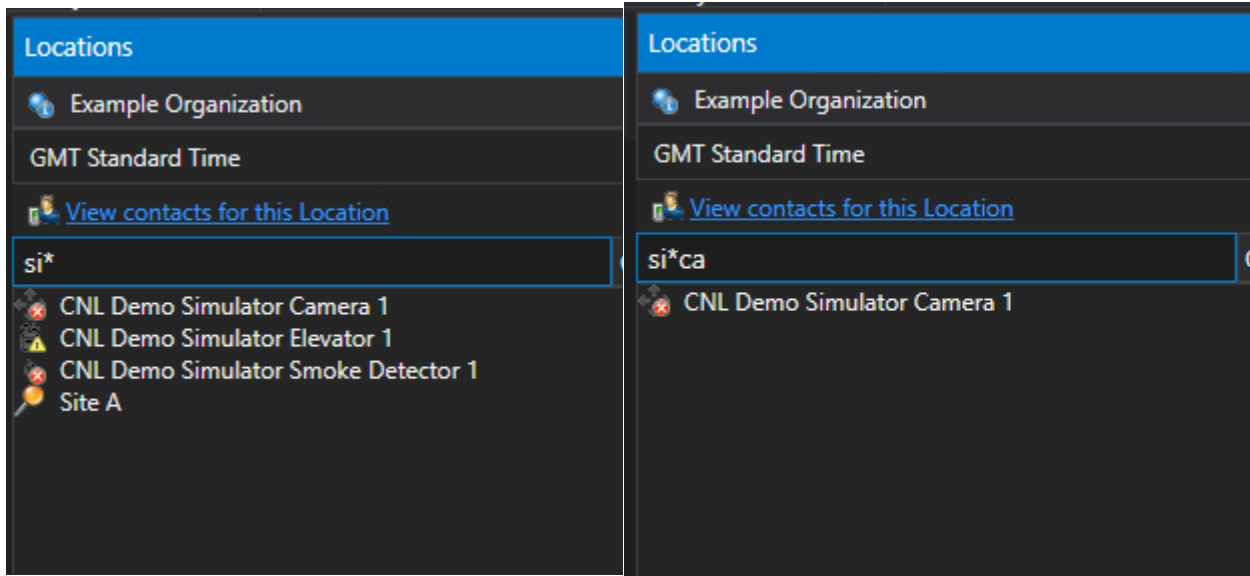 Locations
Example Organization
GMT Standard Time
View contacts for this Location
si*
CNL Demo Simulator Camera 1
CNL Demo Simulator Elevator 1
CNL Demo Simulator Smoke Detector 1
Site A
Locations
Example Organization
GMT Standard Time
View contacts for this Location
si*ca
CNL Demo Simulator Camera 1